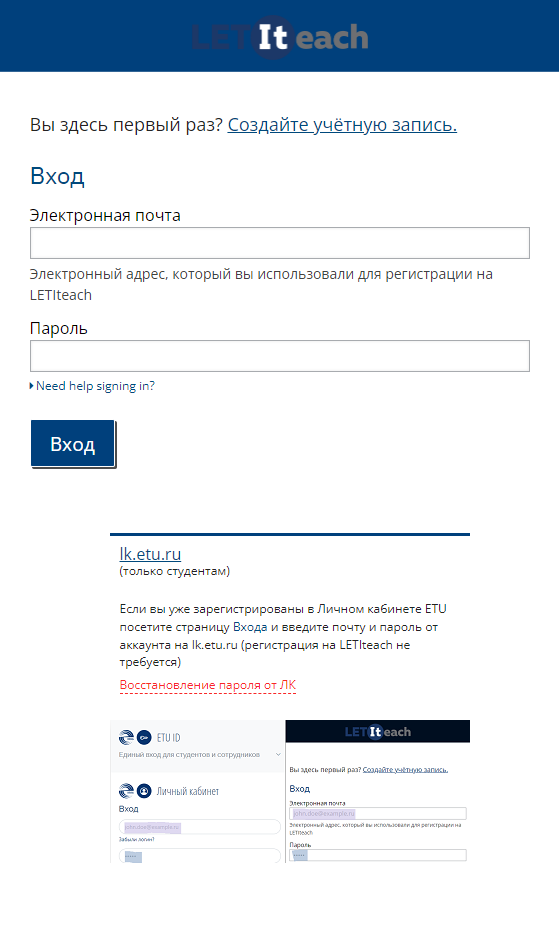 LETIteach
Вы здесь первый раз? Создайте учётную запись.
Вход
Электронная почта
Электронный адрес, который вы использовали для регистрации на
LETIteach
Пароль
Need help signing in?
Вход
lk.etu.ru
(только студентам)
Если вы уже зарегистрированы в Личном кабинете ETU
посетите страницу Входа и введите почту и пароль от
аккаунта на lk.etu.ru (регистрация на LETIteach не
требуется)
Восстановление пароля от ЛК
ETU ID
Единый вход для студентов и сотрудников
Личный кабинет
Вход
john.doe@example.ru
Забыли логин?
•••••
LETIteach
Вы здесь первый раз? Создайте учётную запись.
Вход
Электронная почта
john.doe@example.ru
Электронный адрес, который вы использовали для регистрации на
LETIteach
Пароль
•••••